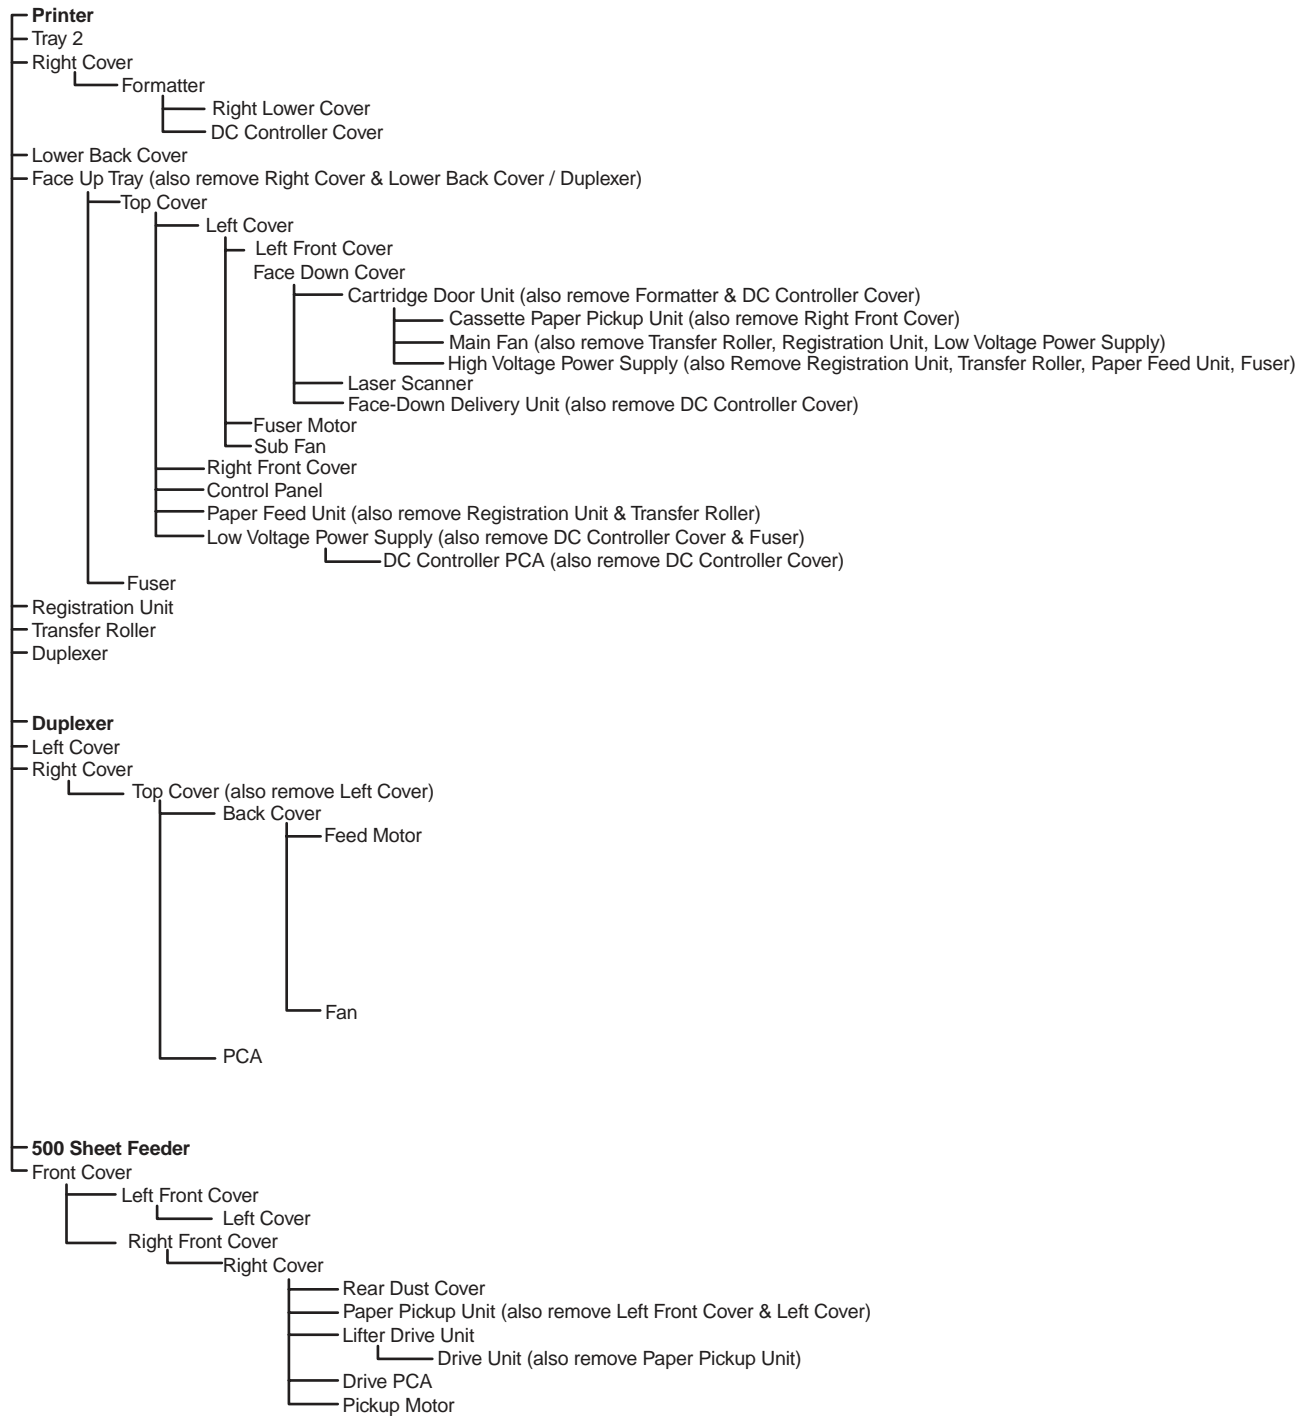 Printer
Tray 2
Right Cover
Formatter
Right Lower Cover
DC Controller Cover
Lower Back Cover
Face Up Tray (also remove Right Cover & Lower Back Cover / Duplexer)
Top Cover
Left Cover
Left Front Cover
Face Down Cover
Cartridge Door Unit (also remove Formatter & DC Controller Cover)
Cassette Paper Pickup Unit (also remove Right Front Cover)
Main Fan (also remove Transfer Roller, Registration Unit, Low Voltage Power Supply)
High Voltage Power Supply (also Remove Registration Unit, Transfer Roller, Paper Feed Unit, Fuser)
Laser Scanner
Face-Down Delivery Unit (also remove DC Controller Cover)
Fuser Motor
Sub Fan
Right Front Cover
Control Panel
Paper Feed Unit (also remove Registration Unit & Transfer Roller)
Low Voltage Power Supply (also remove DC Controller Cover & Fuser)
DC Controller PCA (also remove DC Controller Cover)
Fuser
Registration Unit
Transfer Roller
Duplexer
Duplexer
Left Cover
Right Cover
Top Cover (also remove Left Cover)
Back Cover
Feed Motor
Fan
PCA
500 Sheet Feeder
Front Cover
Left Front Cover
Left Cover
Right Front Cover
Right Cover
Rear Dust Cover
Paper Pickup Unit (also remove Left Front Cover & Left Cover)
Lifter Drive Unit
Drive Unit (also remove Paper Pickup Unit)
Drive PCA
Pickup Motor